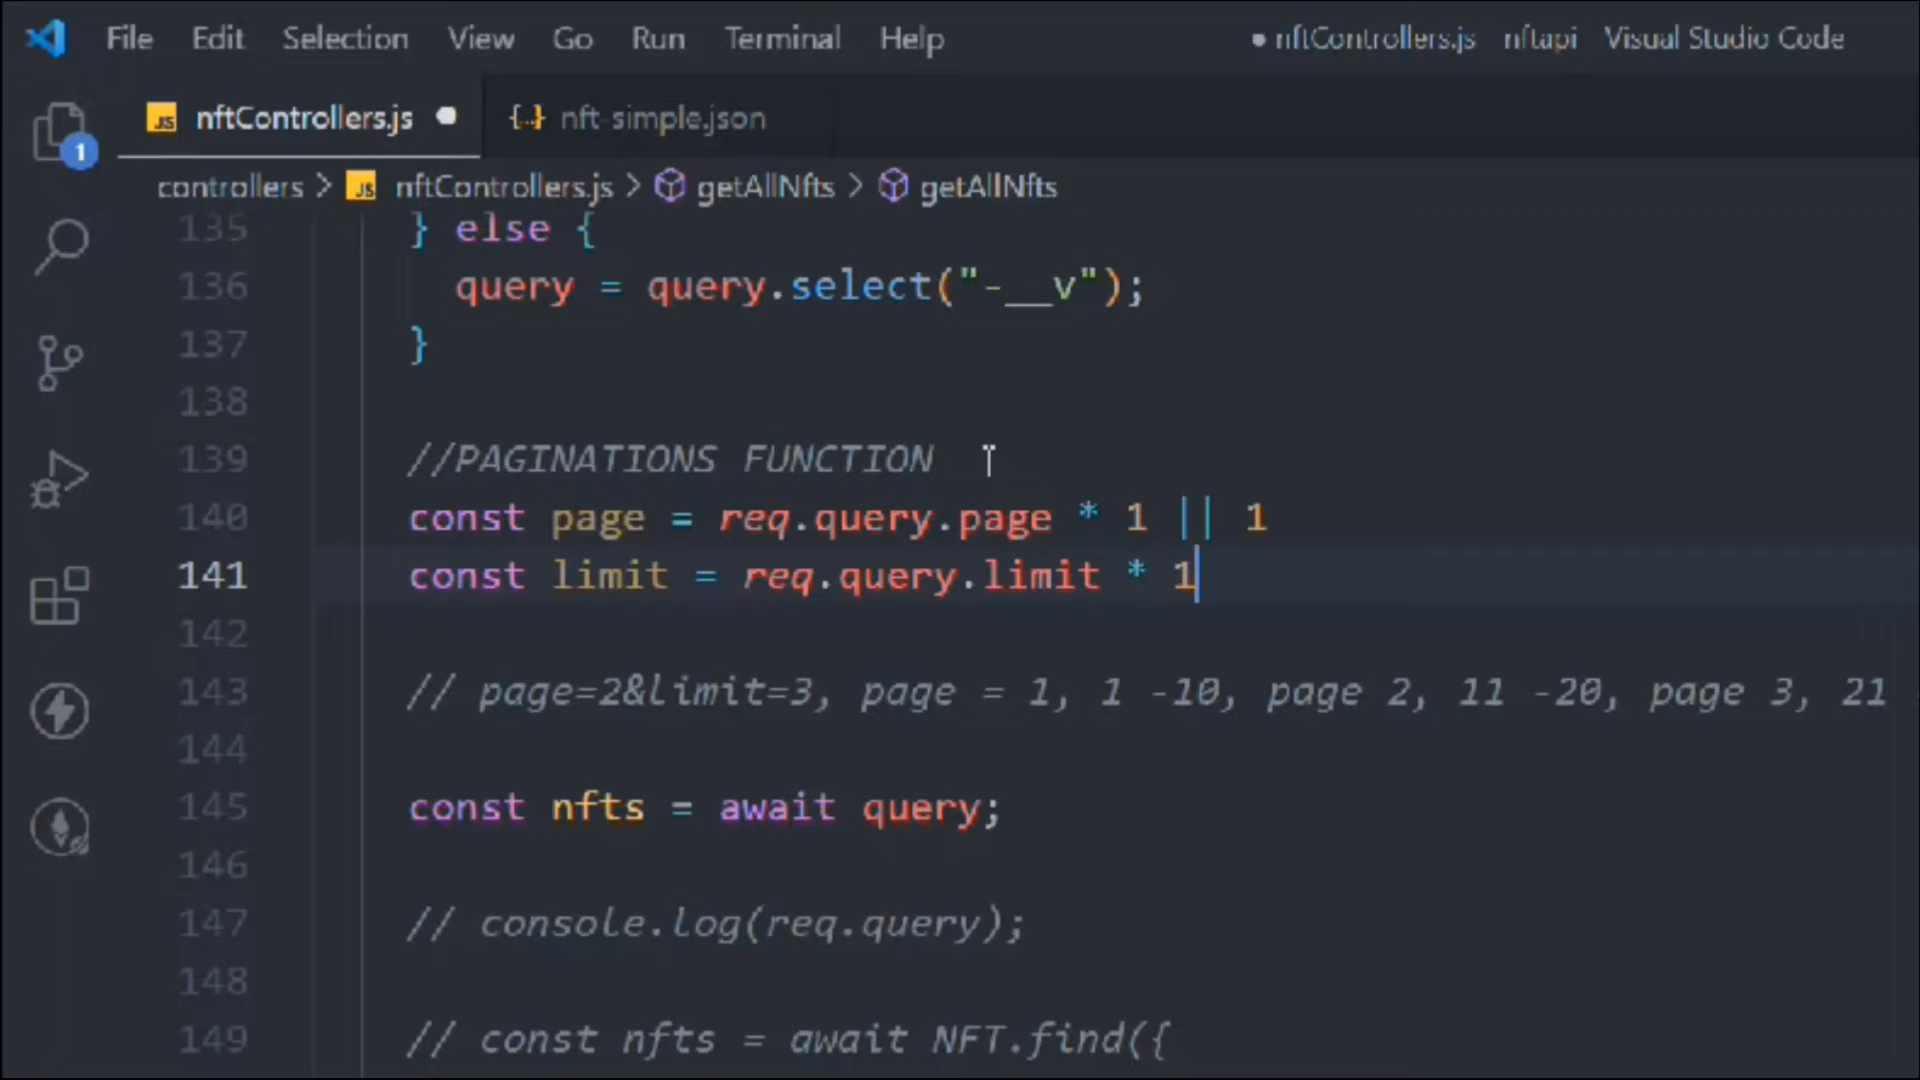 File Edit Selection View Go Run Terminal Help ● nftControllers.js nftapi Visual Studio Code
JS nftControllers.js ● {..} nft-simple.json
1
controllers > JS nftControllers.js > getAllNfts > getAllNfts
135 } else {
136 query = query.select("-__v");
137 }
138
139 //PAGINATIONS FUNCTION
140 const page = req.query.page * 1 || 1
141 const limit = req.query.limit * 1
142
143 // page=2&limit=3, page = 1, 1 -10, page 2, 11 -20, page 3, 21
144
145 const nfts = await query;
146
147 // console.log(req.query);
148
149 // const nfts = await NFT.find({